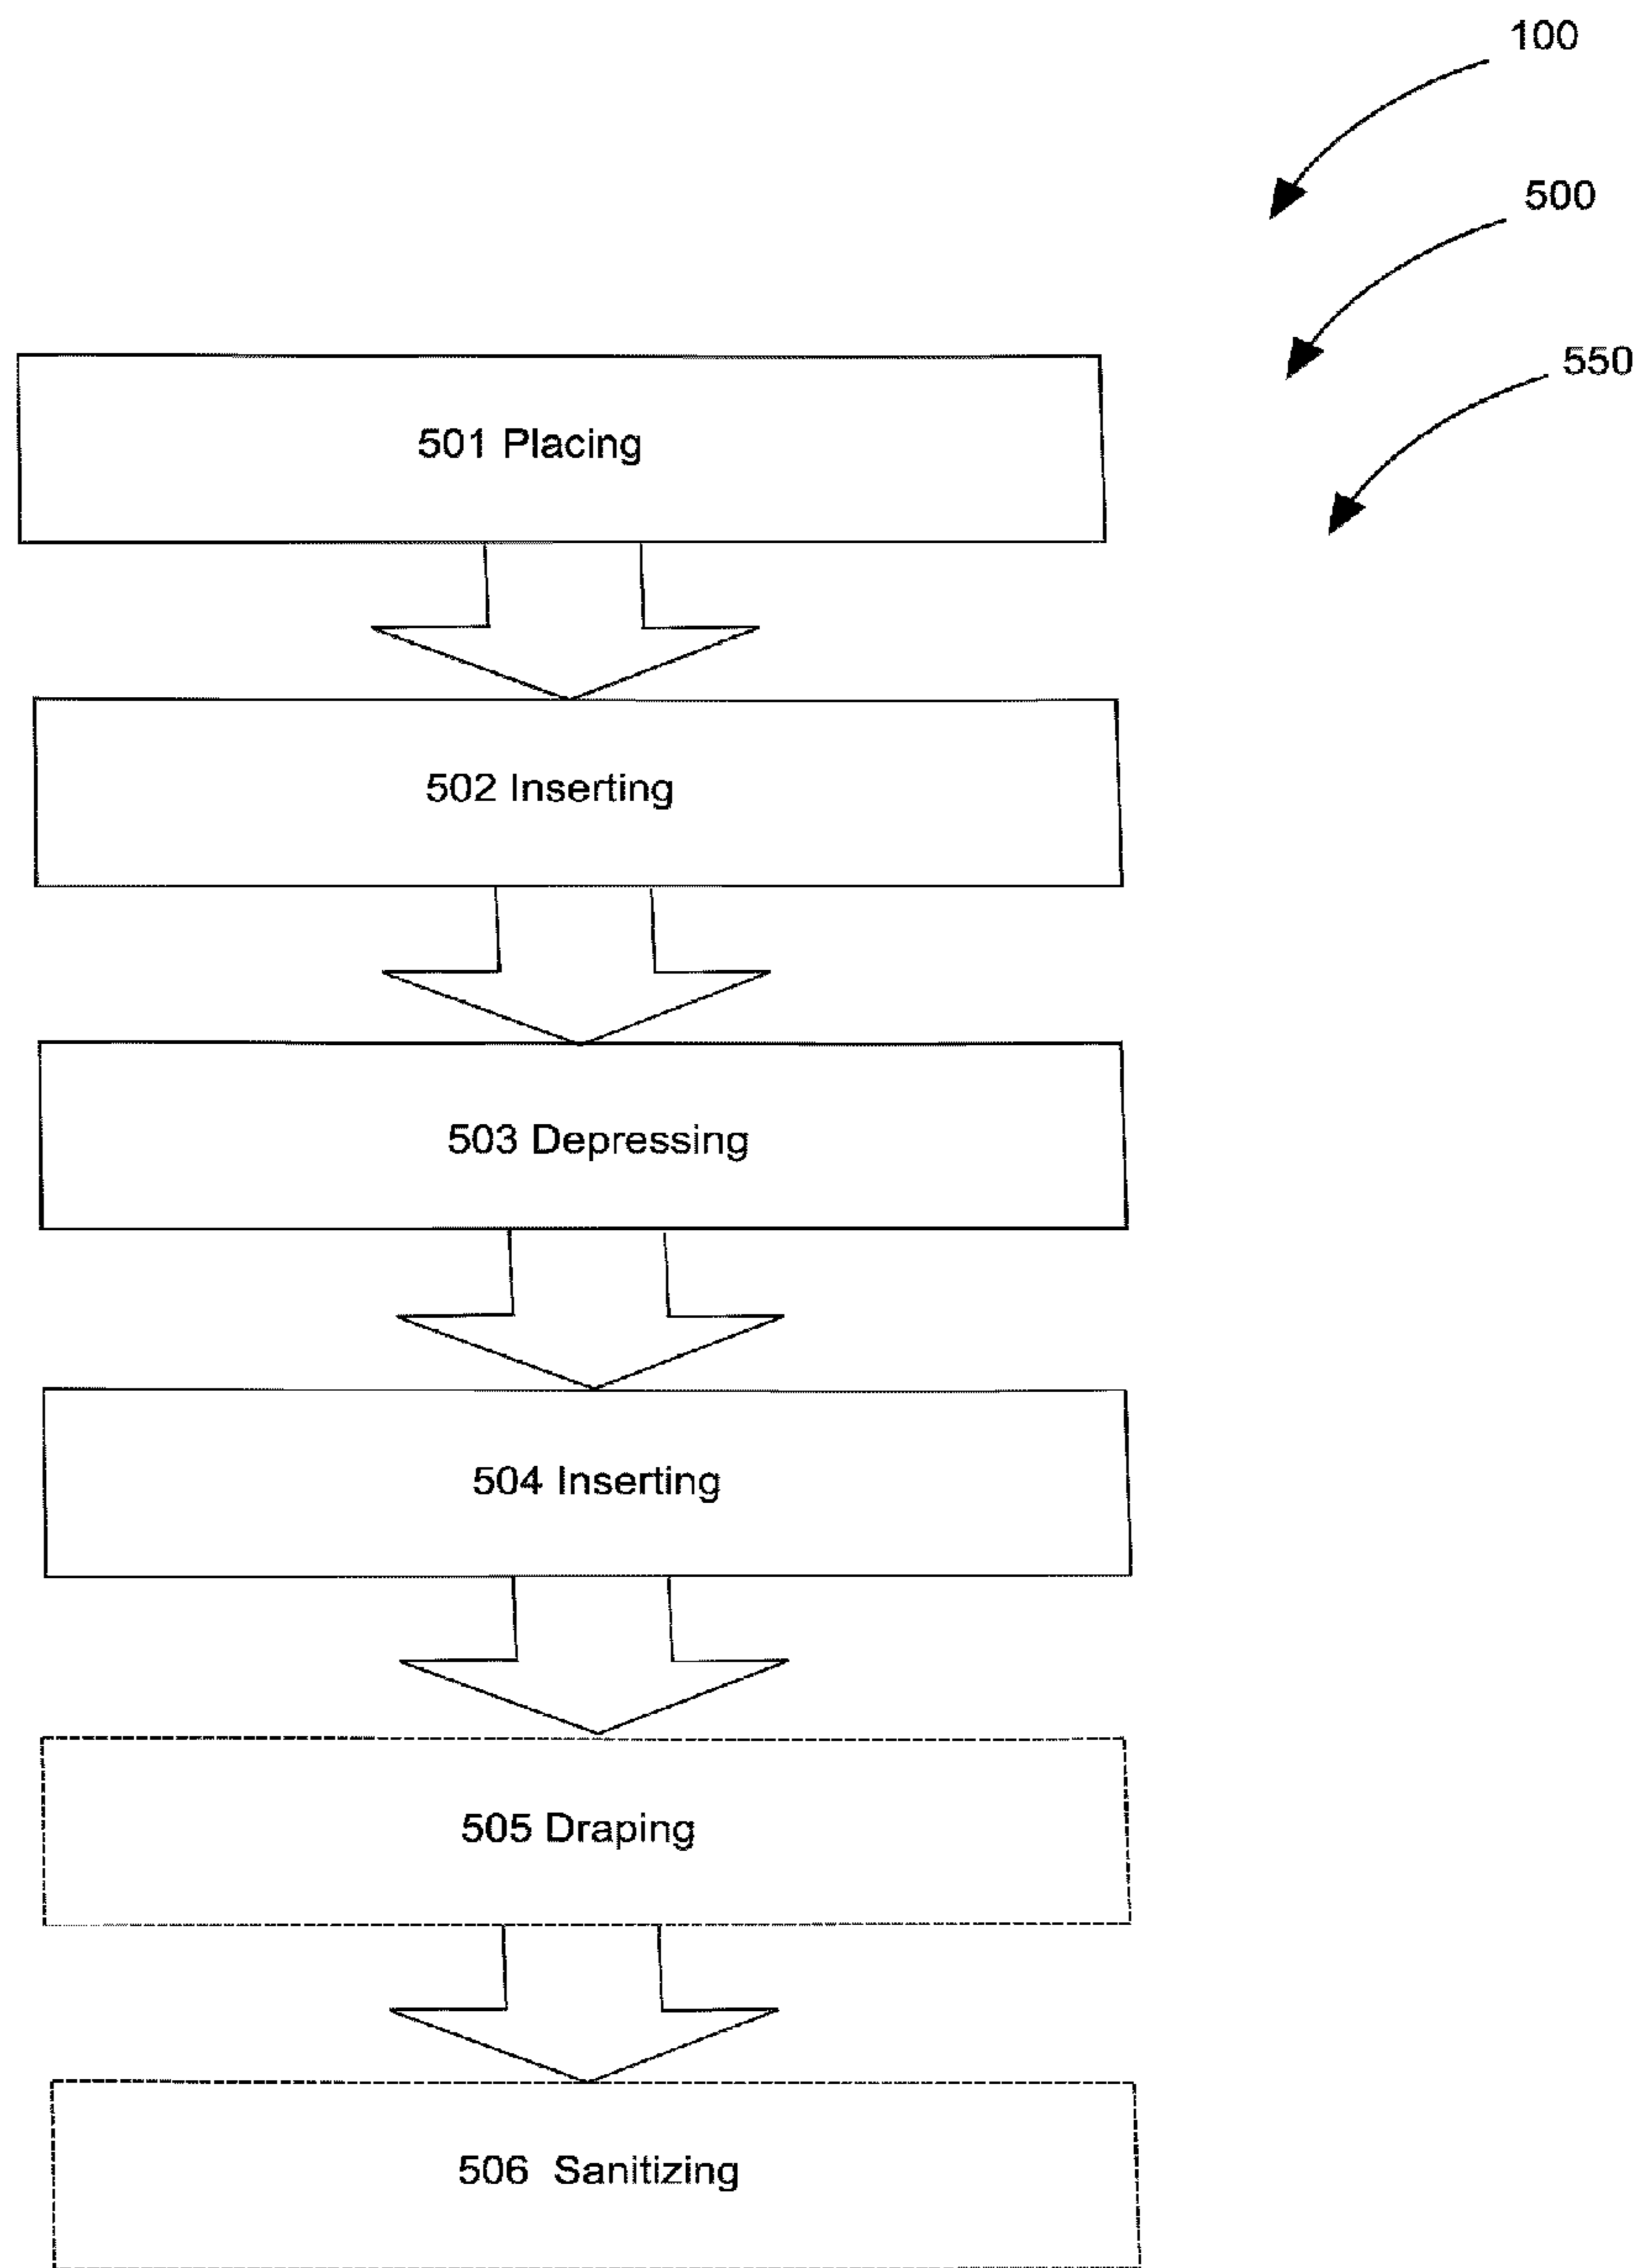 100
500
550
501 Placing
502 Inserting
503 Depressing
504 Inserting
505 Draping
506 Sanitizing